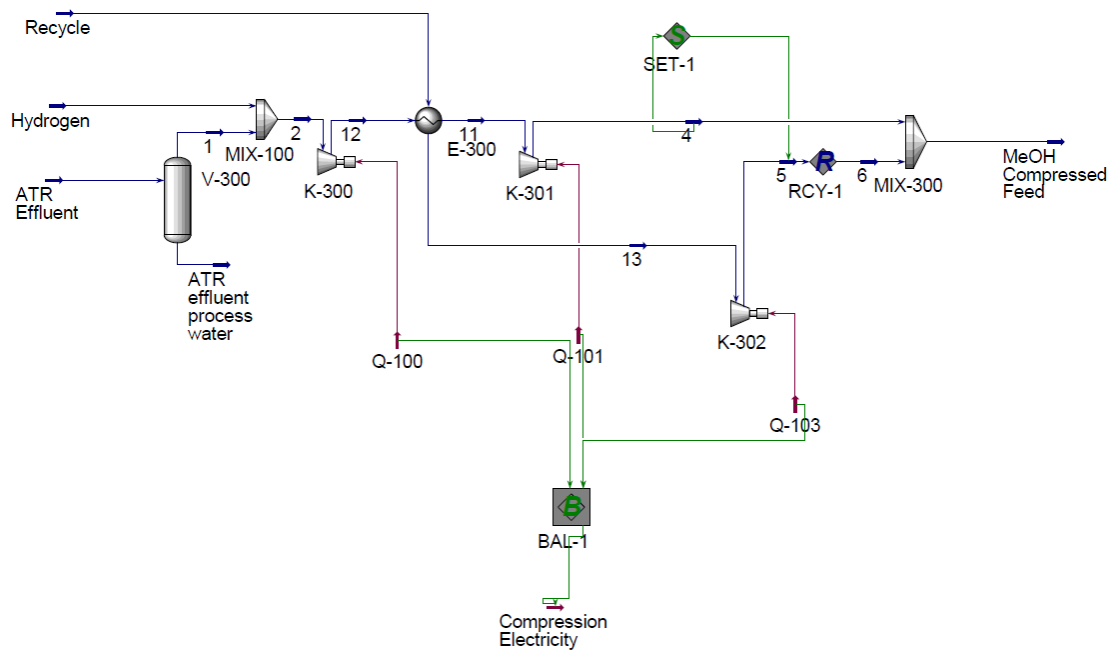 Recycle
S
SET-1
Hydrogen
1
2
MIX-100
12
11
E-300
4
V-300
K-300
K-301
5
R
RCY-1
6
MIX-300
MeOH
Compressed
Feed
ATR
Effluent
ATR
effluent
process
water
13
K-302
Q-100
Q-101
Q-103
B
BAL-1
Compression
Electricity